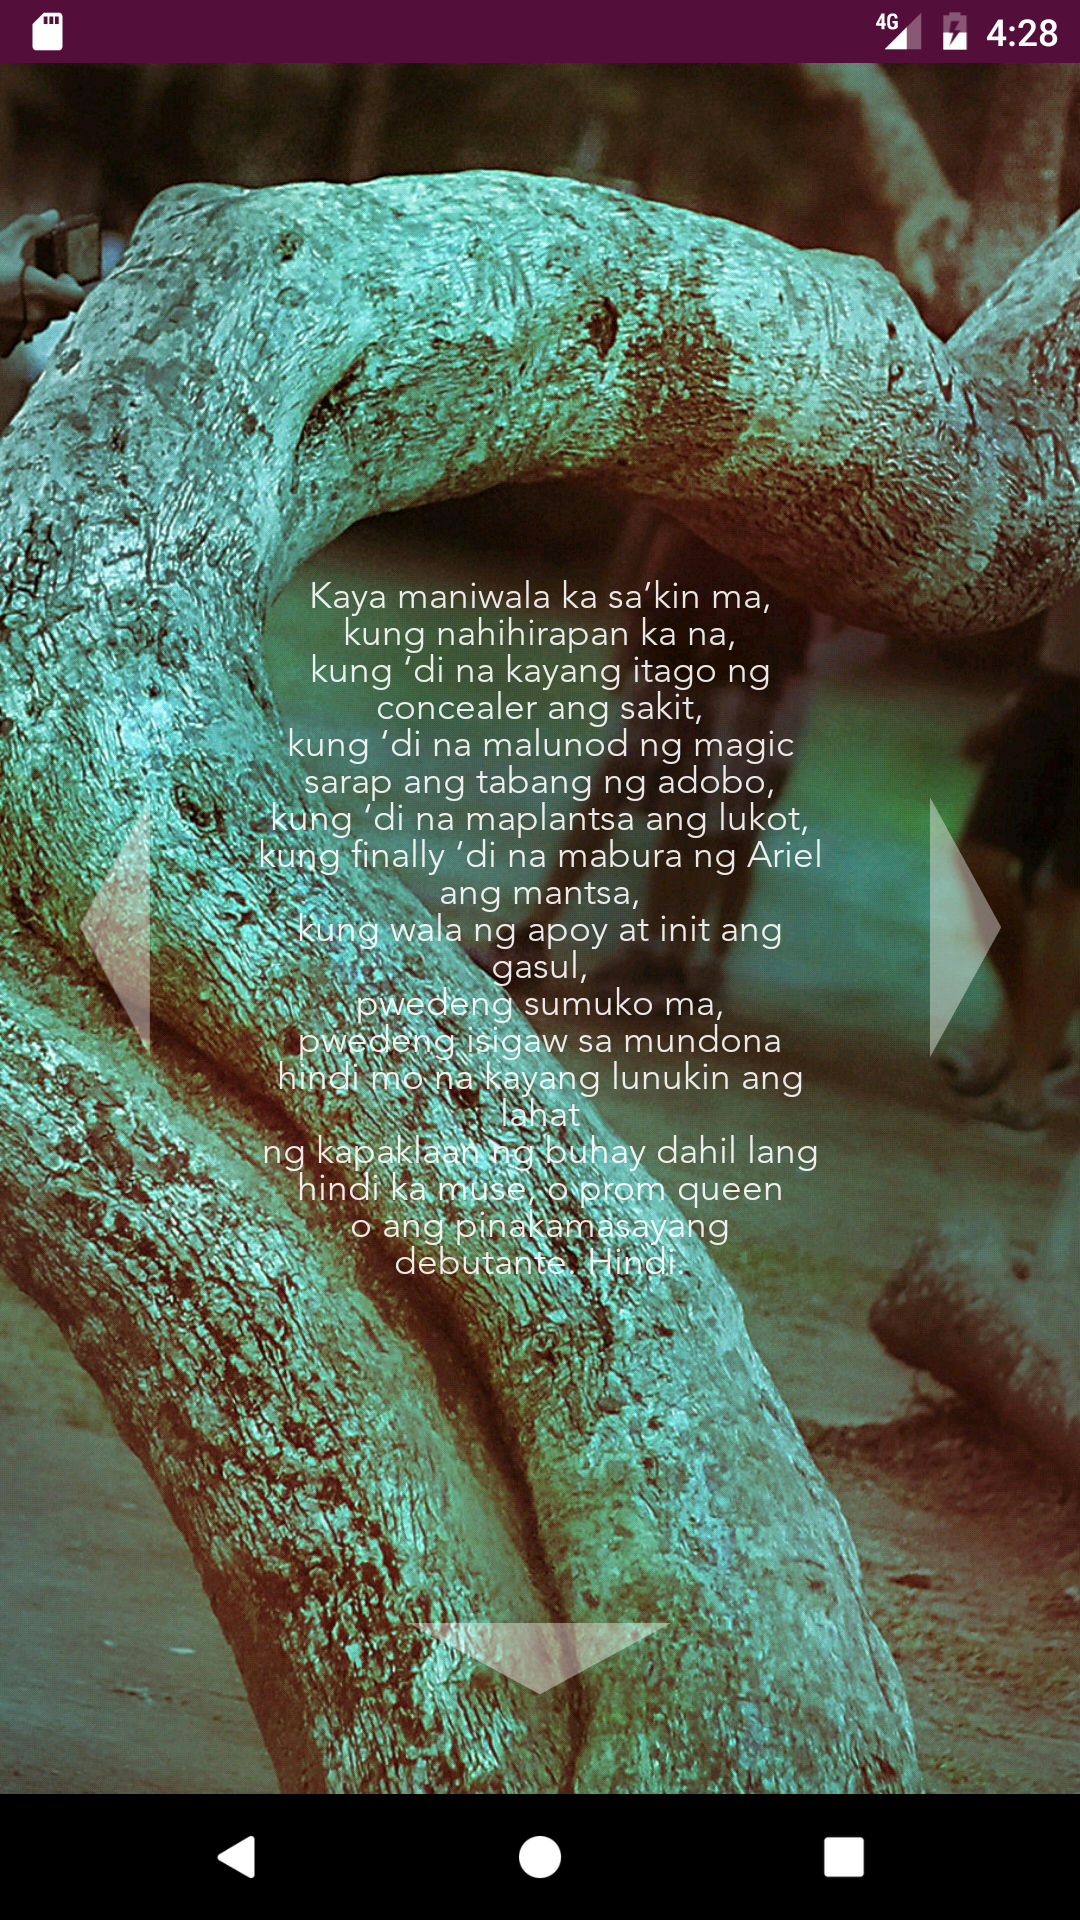 4G 4:28
Kaya maniwala ka sa’kin ma,
kung nahihirapan ka na,
kung ‘di na kayang itago ng
concealer ang sakit,
kung ‘di na malunod ng magic
sarap ang tabang ng adobo,
kung ‘di na maplantsa ang lukot,
kung finally ‘di na mabura ng Ariel
ang mantsa,
kung wala ng apoy at init ang
gasul,
pwedeng sumuko ma,
pwedeng isigaw sa mundona
hindi mo na kayang lunukin ang
lahat
ng kapaklaan ng buhay dahil lang
hindi ka muse, o prom queen
o ang pinakamasayang
debutante. Hindi.